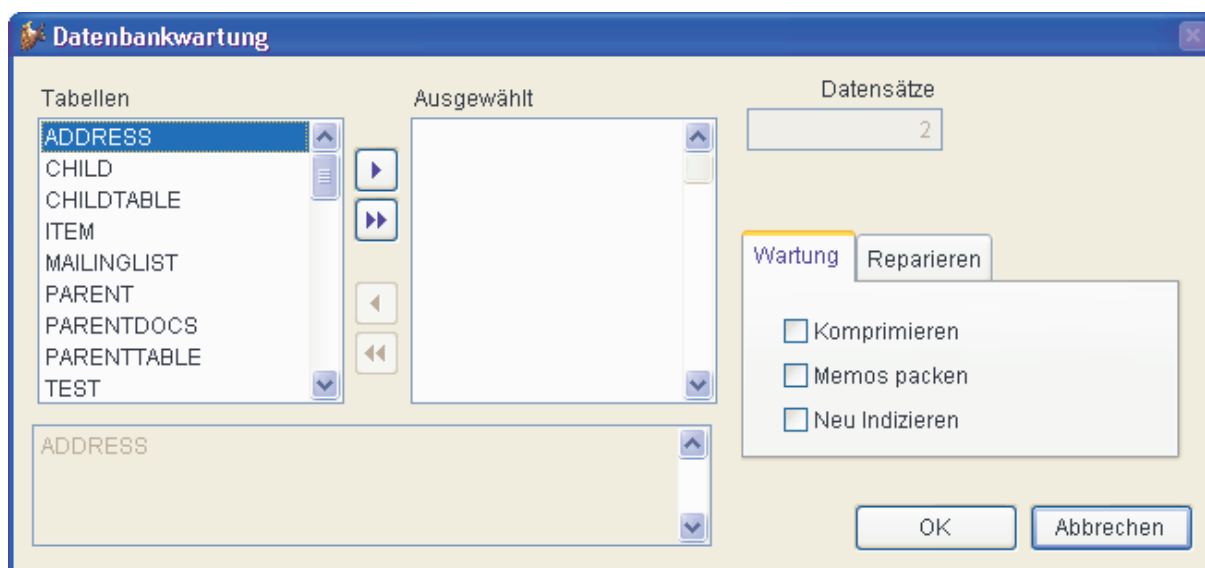 Datenbankwartung
Tabellen
ADDRESS
CHILD
CHILDTABLE
ITEM
MAILINGLIST
PARENT
PARENTDOCS
PARENTTABLE
TEST
Ausgewählt
Datensätze
2
Wartung Reparieren
Komprimieren
Memos packen
Neu Indizieren
ADDRESS
OK Abbrechen